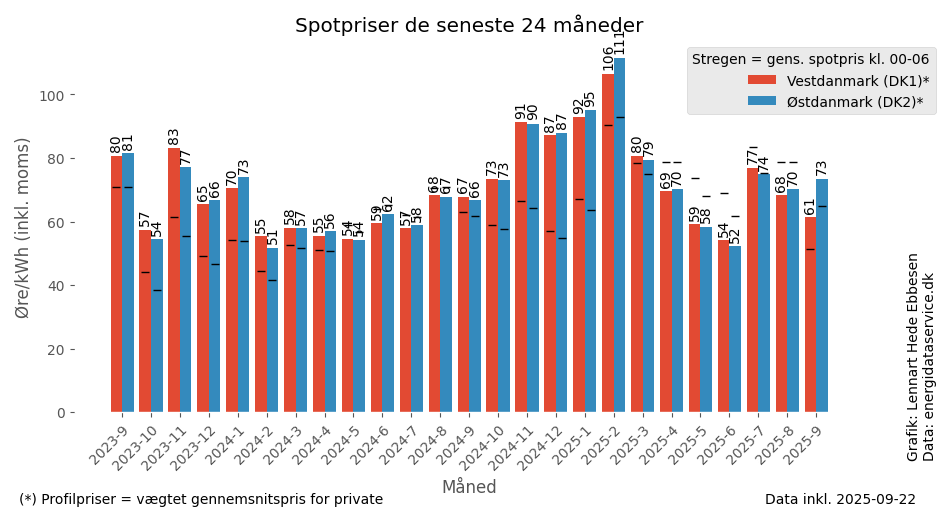 Spotpriser de seneste 24 måneder
Stregen = gens. spotpris kl. 00-06
Vestdanmark (DK1)*
Østdanmark (DK2)*
Øre/kWh (inkl. moms)
100
80
60
40
20
0
80 81 57 54 83 77 65 66 70 73 55 51 58 57 55 56 54 54 59 62 57 58 68 67 67 66 73 73 91 90 87 87 92 95 106 111 80 79 69 70 59 58 54 52 77 74 68 70 61 73
2023-9 2023-10 2023-11 2023-12 2024-1 2024-2 2024-3 2024-4 2024-5 2024-6 2024-7 2024-8 2024-9 2024-10 2024-11 2024-12 2025-1 2025-2 2025-3 2025-4 2025-5 2025-6 2025-7 2025-8 2025-9
Måned
Grafik: Lennart Hede Ebbesen
Data: energidataservice.dk
(*) Profilpriser = vægtet gennemsnitspris for private
Data inkl. 2025-09-22